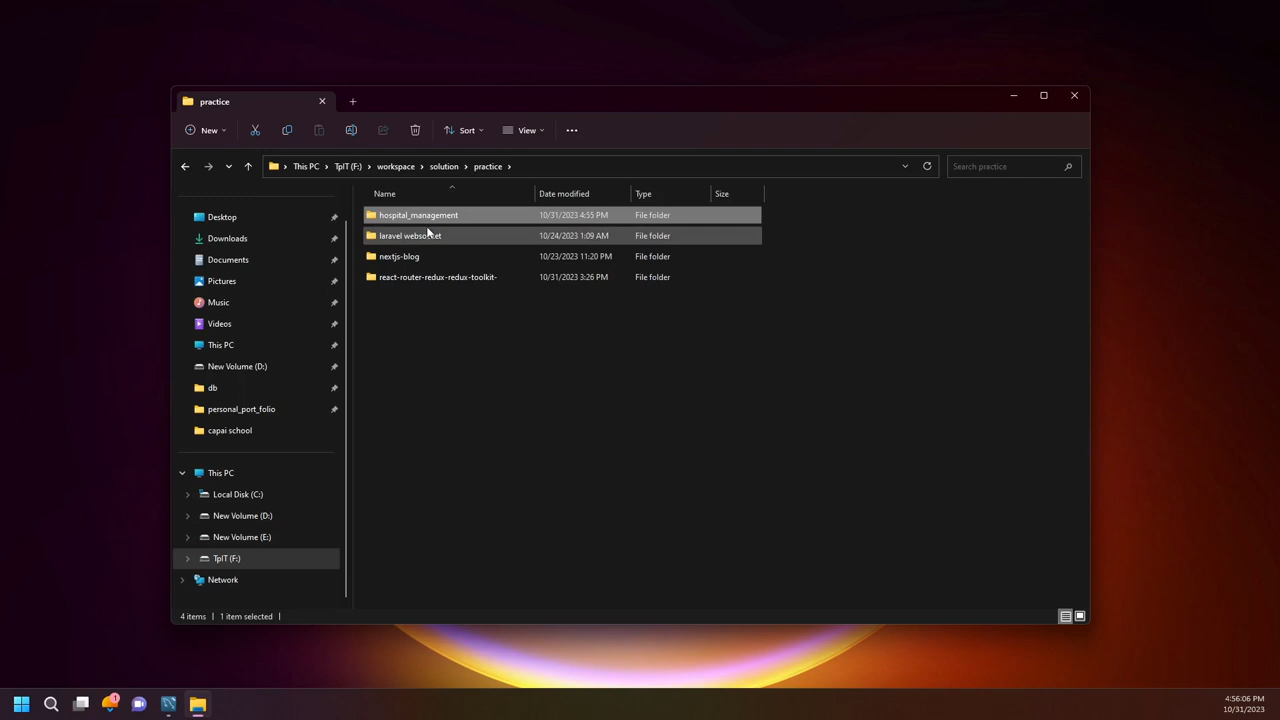 practice
New
Sort
View
This PC
TpIT (F:)
workspace
solution
practice
Search practice
Name
Date modified
Type
Size
hospital_management 10/31/2023 4:55 PM File folder
laravel websocket 10/24/2023 1:09 AM File folder
nextjs-blog 10/23/2023 11:20 PM File folder
react-router-redux-redux-toolkit- 10/31/2023 3:26 PM File folder
Desktop
Downloads
Documents
Pictures
Music
Videos
This PC
New Volume (D:)
db
personal_port_folio
capai school
This PC
Local Disk (C:)
New Volume (D:)
New Volume (E:)
TpIT (F:)
Network
4 items
1 item selected
1
4:56:06 PM
10/31/2023